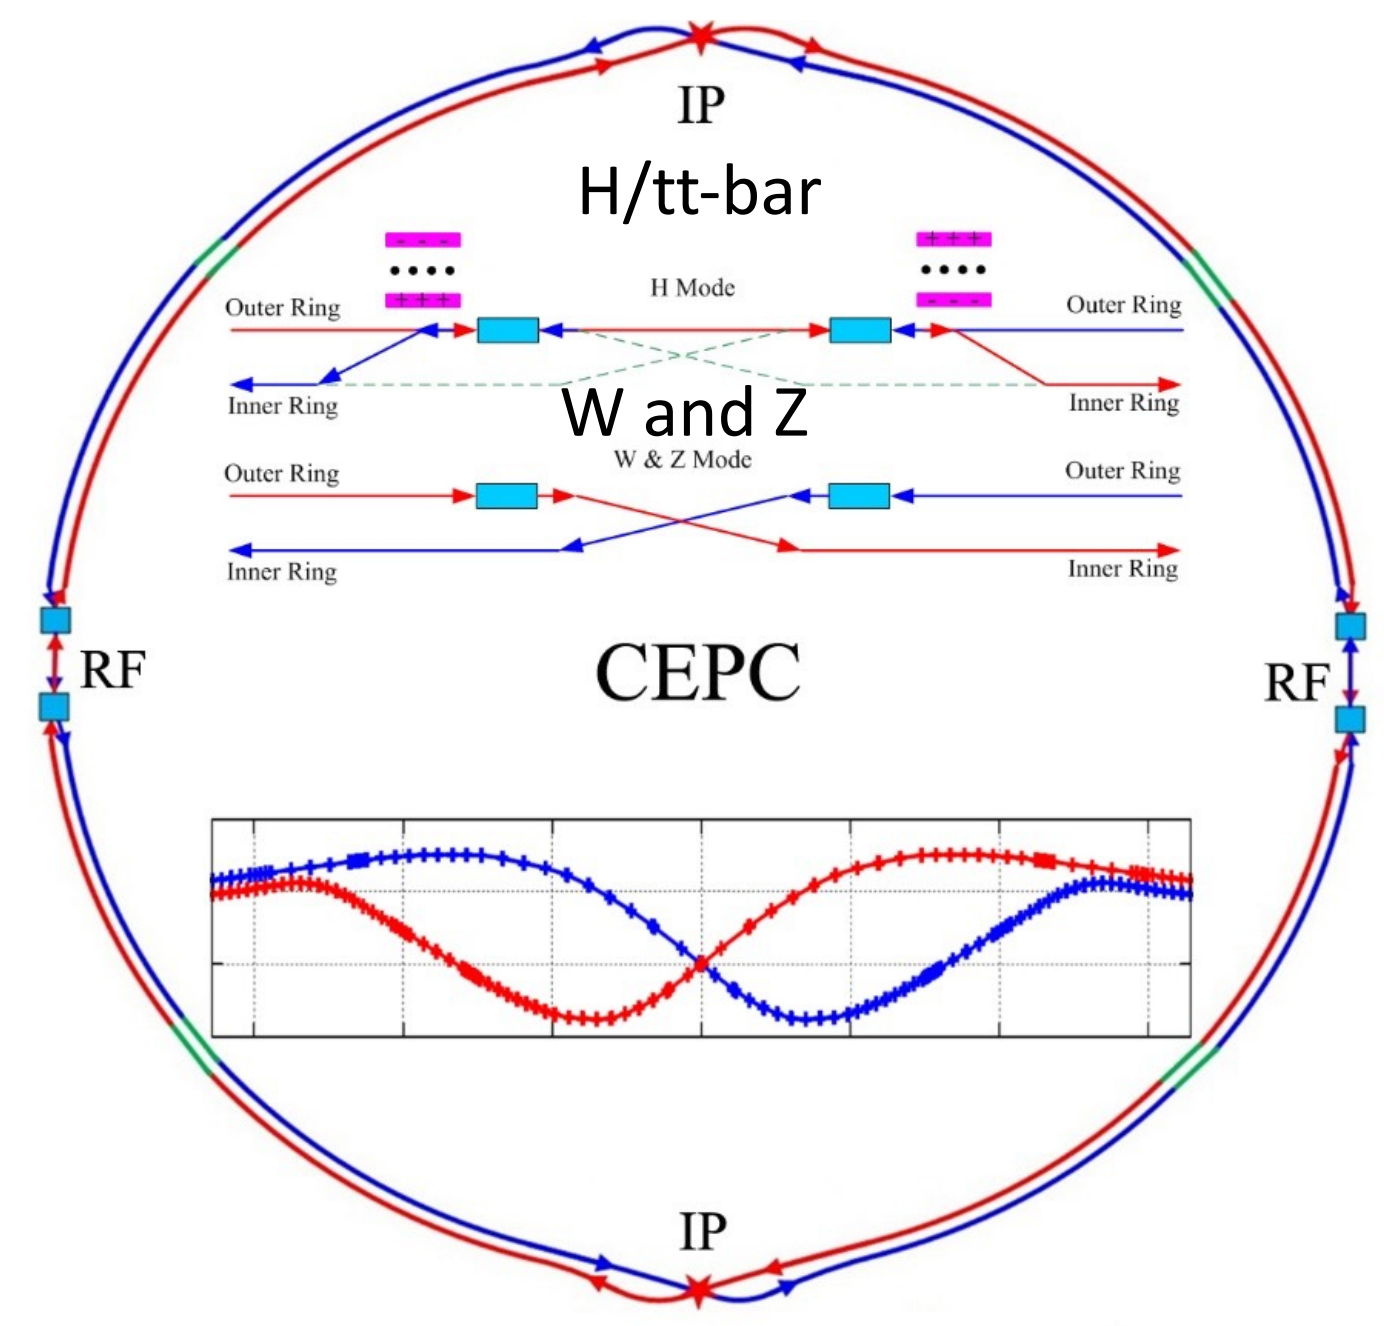 IP
H/tt-bar
- - -
+ + +
H Mode
+ + +
- - -
Outer Ring
Outer Ring
Inner Ring
Inner Ring
W and Z
W & Z Mode
Outer Ring
Outer Ring
Inner Ring
Inner Ring
RF
CEPC
RF
IP